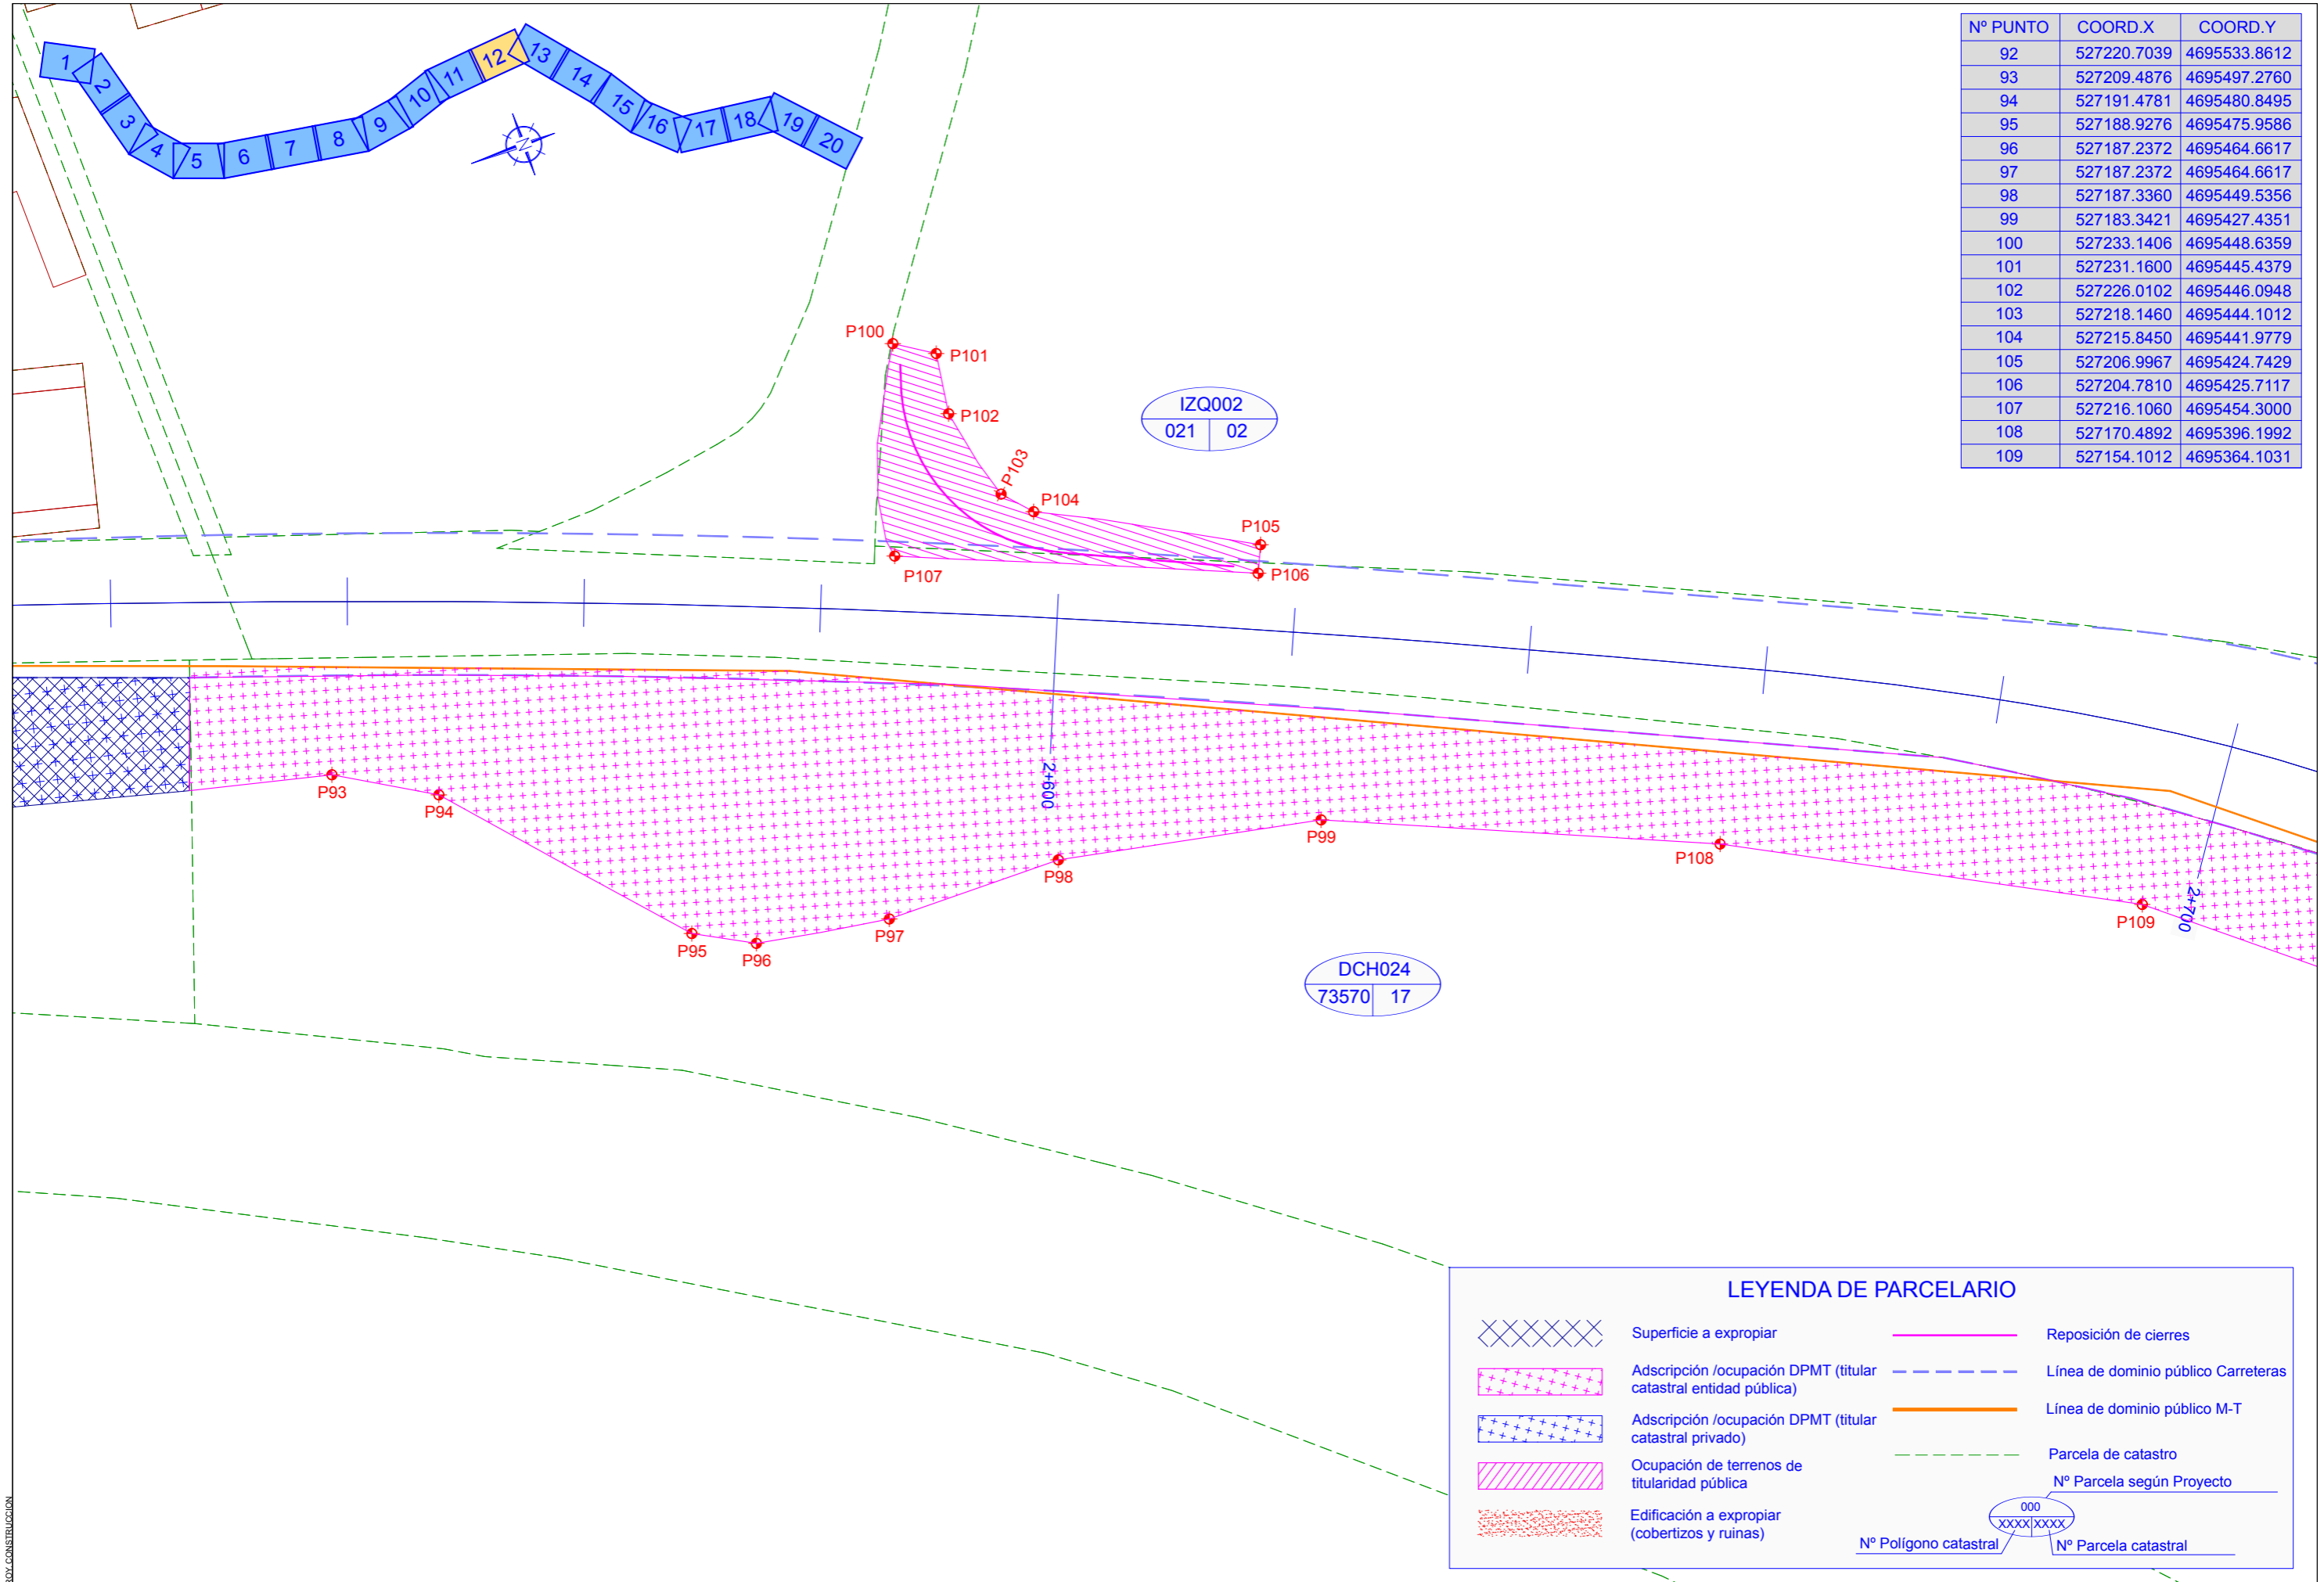 1
2
3
4
5
6
7
8
9
10
11
12
13
14
15
16
17
18
19
20
N
Nº PUNTO COORD.X COORD.Y
92 527220.7039 4695533.8612
93 527209.4876 4695497.2760
94 527191.4781 4695480.8495
95 527188.9276 4695475.9586
96 527187.2372 4695464.6617
97 527187.2372 4695464.6617
98 527187.3360 4695449.5356
99 527183.3421 4695427.4351
100 527233.1406 4695448.6359
101 527231.1600 4695445.4379
102 527226.0102 4695446.0948
103 527218.1460 4695444.1012
104 527215.8450 4695441.9779
105 527206.9967 4695424.7429
106 527204.7810 4695425.7117
107 527216.1060 4695454.3000
108 527170.4892 4695396.1992
109 527154.1012 4695364.1031
P100
P101
P102
P103
P104
P105
P106
P107
IZQ002
021 02
P93
P94
P95
P96
P97
P98
P99
P108
P109
2+600
2+700
DCH024
73570 17
LEYENDA DE PARCELARIO
Superficie a expropiar
Adscripción /ocupación DPMT (titular
catastral entidad pública)
Adscripción /ocupación DPMT (titular
catastral privado)
Ocupación de terrenos de
titularidad pública
Edificación a expropiar
(cobertizos y ruinas)
Reposición de cierres
Línea de dominio público Carreteras
Línea de dominio público M-T
Parcela de catastro
Nº Parcela según Proyecto
000
XXXX XXXX
Nº Polígono catastral
Nº Parcela catastral
CONSTRUCCION